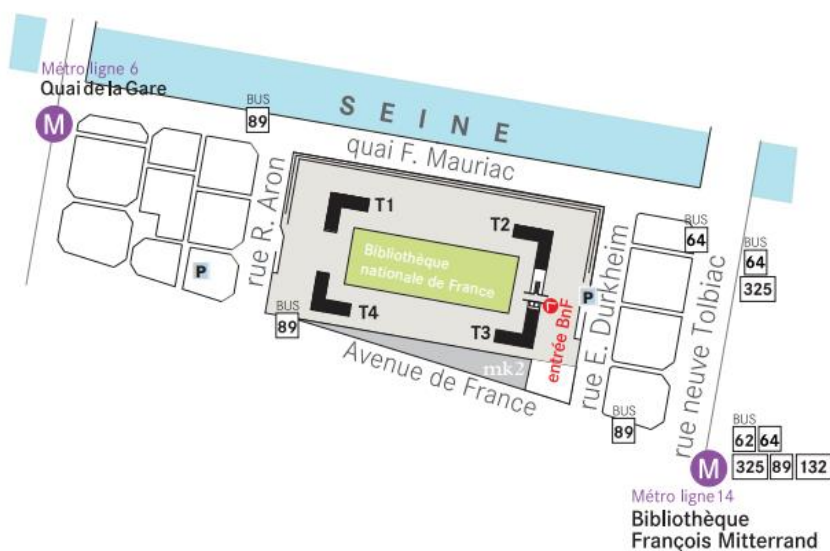 Métro ligne 6
Quai de la Gare
M
BUS
89
SEINE
quai F. Mauriac
rue R. Aron
T1
T2
Bibliothèque
nationale de France
T4
T3
P
P
entrée BnF
rue E. Durkheim
BUS
64
BUS
64
325
rue neuve Tolbiac
BUS
89
mk2
Avenue de France
BUS
89
BUS
62 64
325 89 132
M
Métro ligne 14
Bibliothèque
François Mitterrand